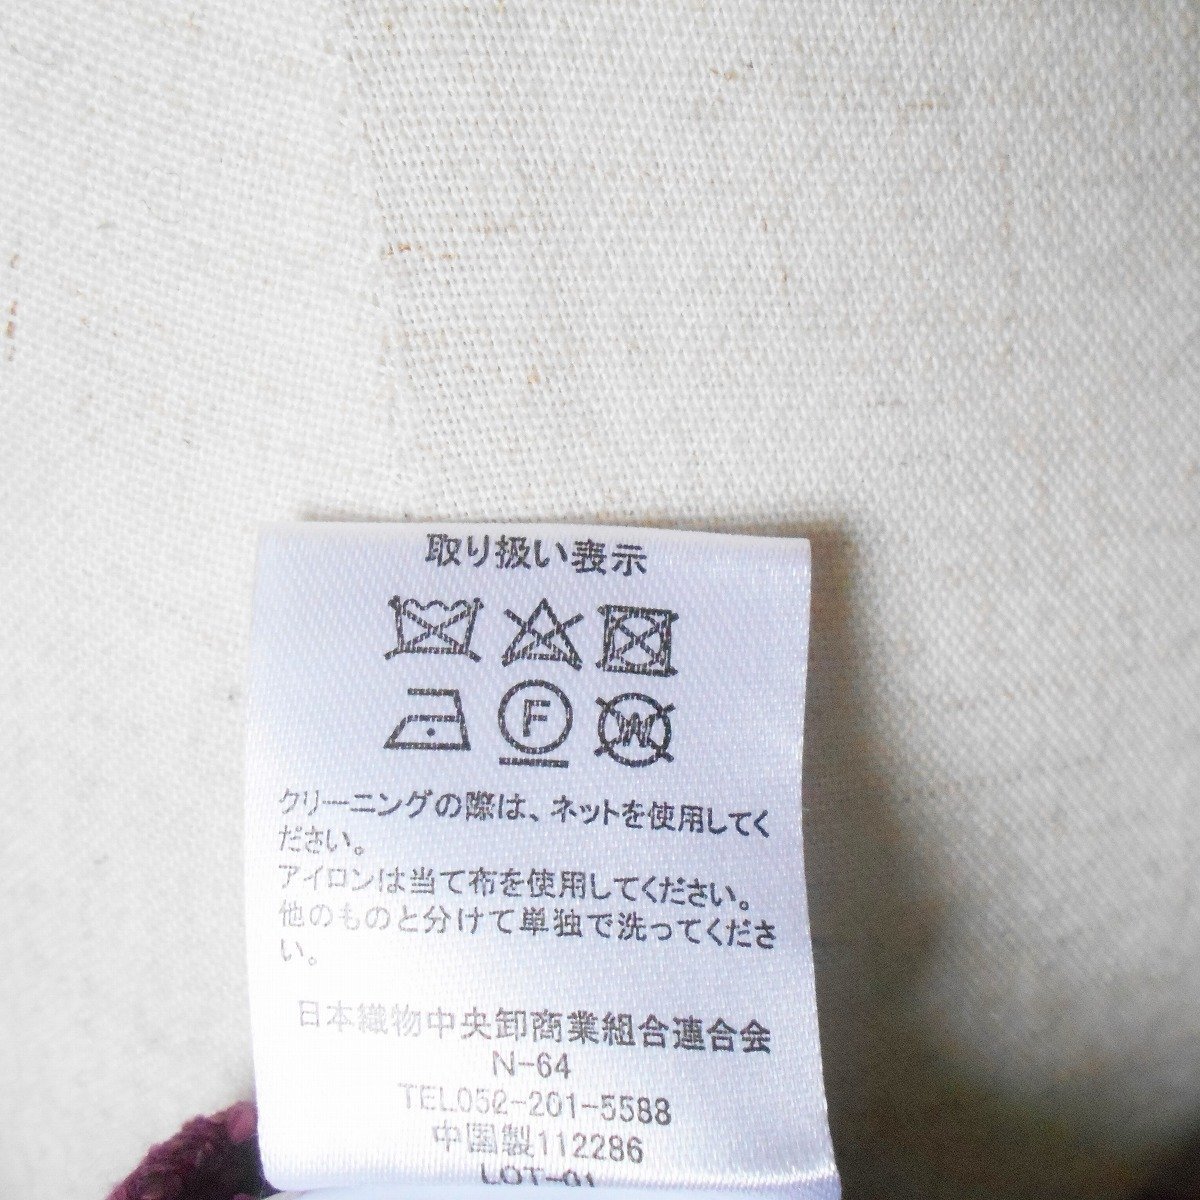 取り扱い表示
F
W
クリーニングの際は、ネットを使用してく
ださい。
アイロンは当て布を使用してください。
他のものと分けて単独で洗ってくださ
い。
日本織物中央卸商業組合連合会
N-64
TEL052-201-5588
中国製112286
LOT-01